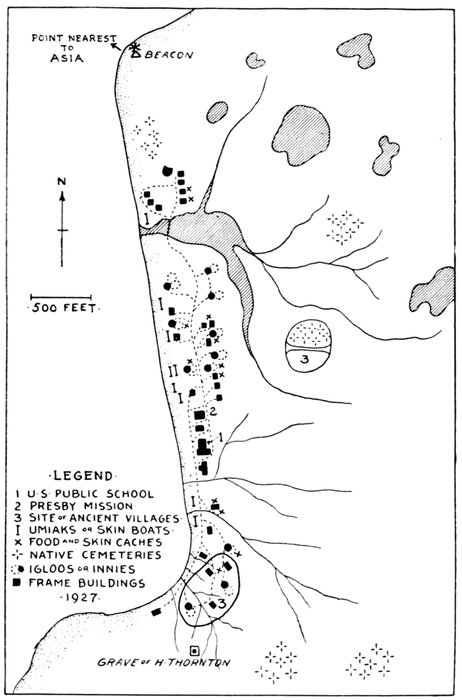 POINT NEAREST
TO
ASIA
BEACON
N
500 FEET.
3
2
1
3
·LEGEND·
1 U·S·PUBLIC SCHOOL
2 PRESBY MISSION
3 SITE OF ANCIENT VILLAGES
UMIAKS OR SKIN BOATS·
× FOOD AND SKIN CACHES
NATIVE CEMETERIES
IGLOOS OR INNIES
FRAME BUILDINGS
·1927·
GRAVE OF H·THORNTON